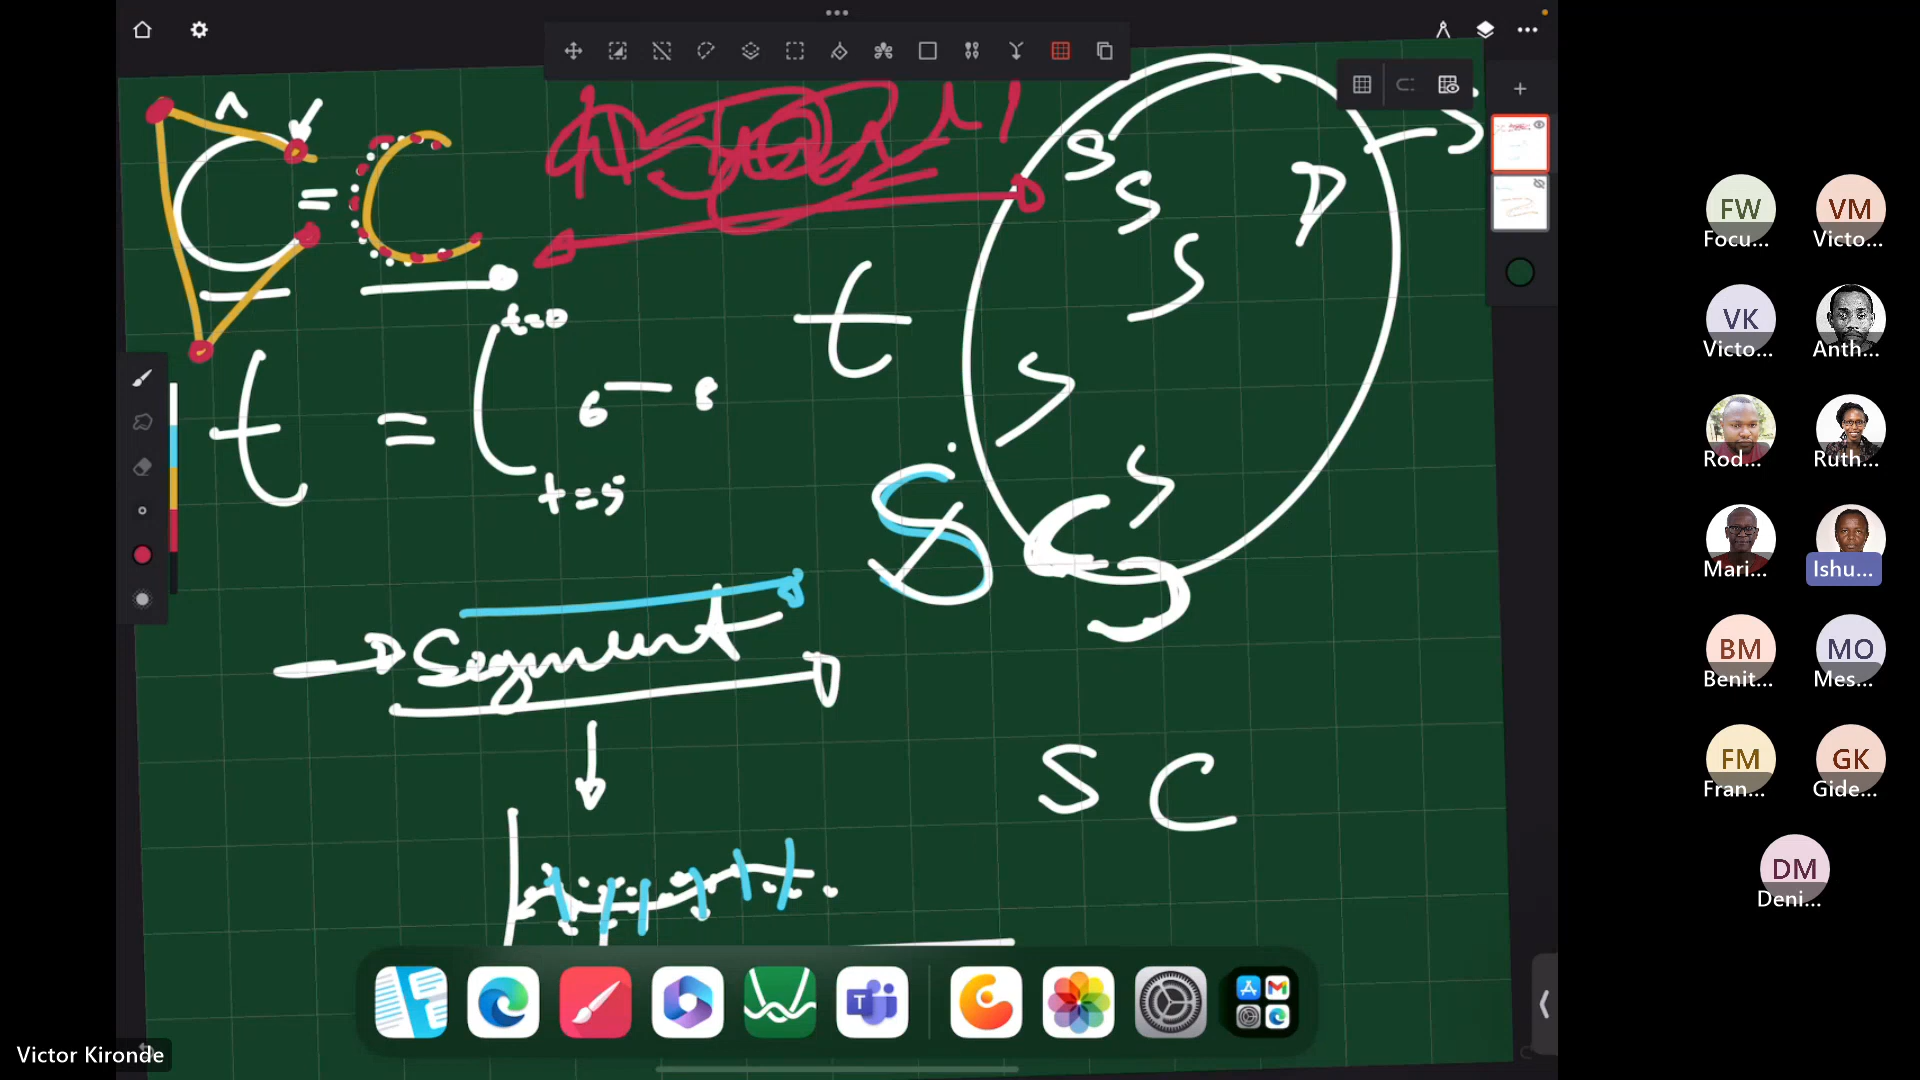 ^
C = C
t=0
t = ( 6 — 8
t=5
t
S S D S
S
S
S
S
C
Segment
S C
FW VM
Focu... Victo...
VK
Victo... Anth...
Rod... Ruth...
Mari... Ishu...
BM MO
Benit... Mes...
FM GK
Fran... Gide...
DM
Deni...
T
Victor Kironde